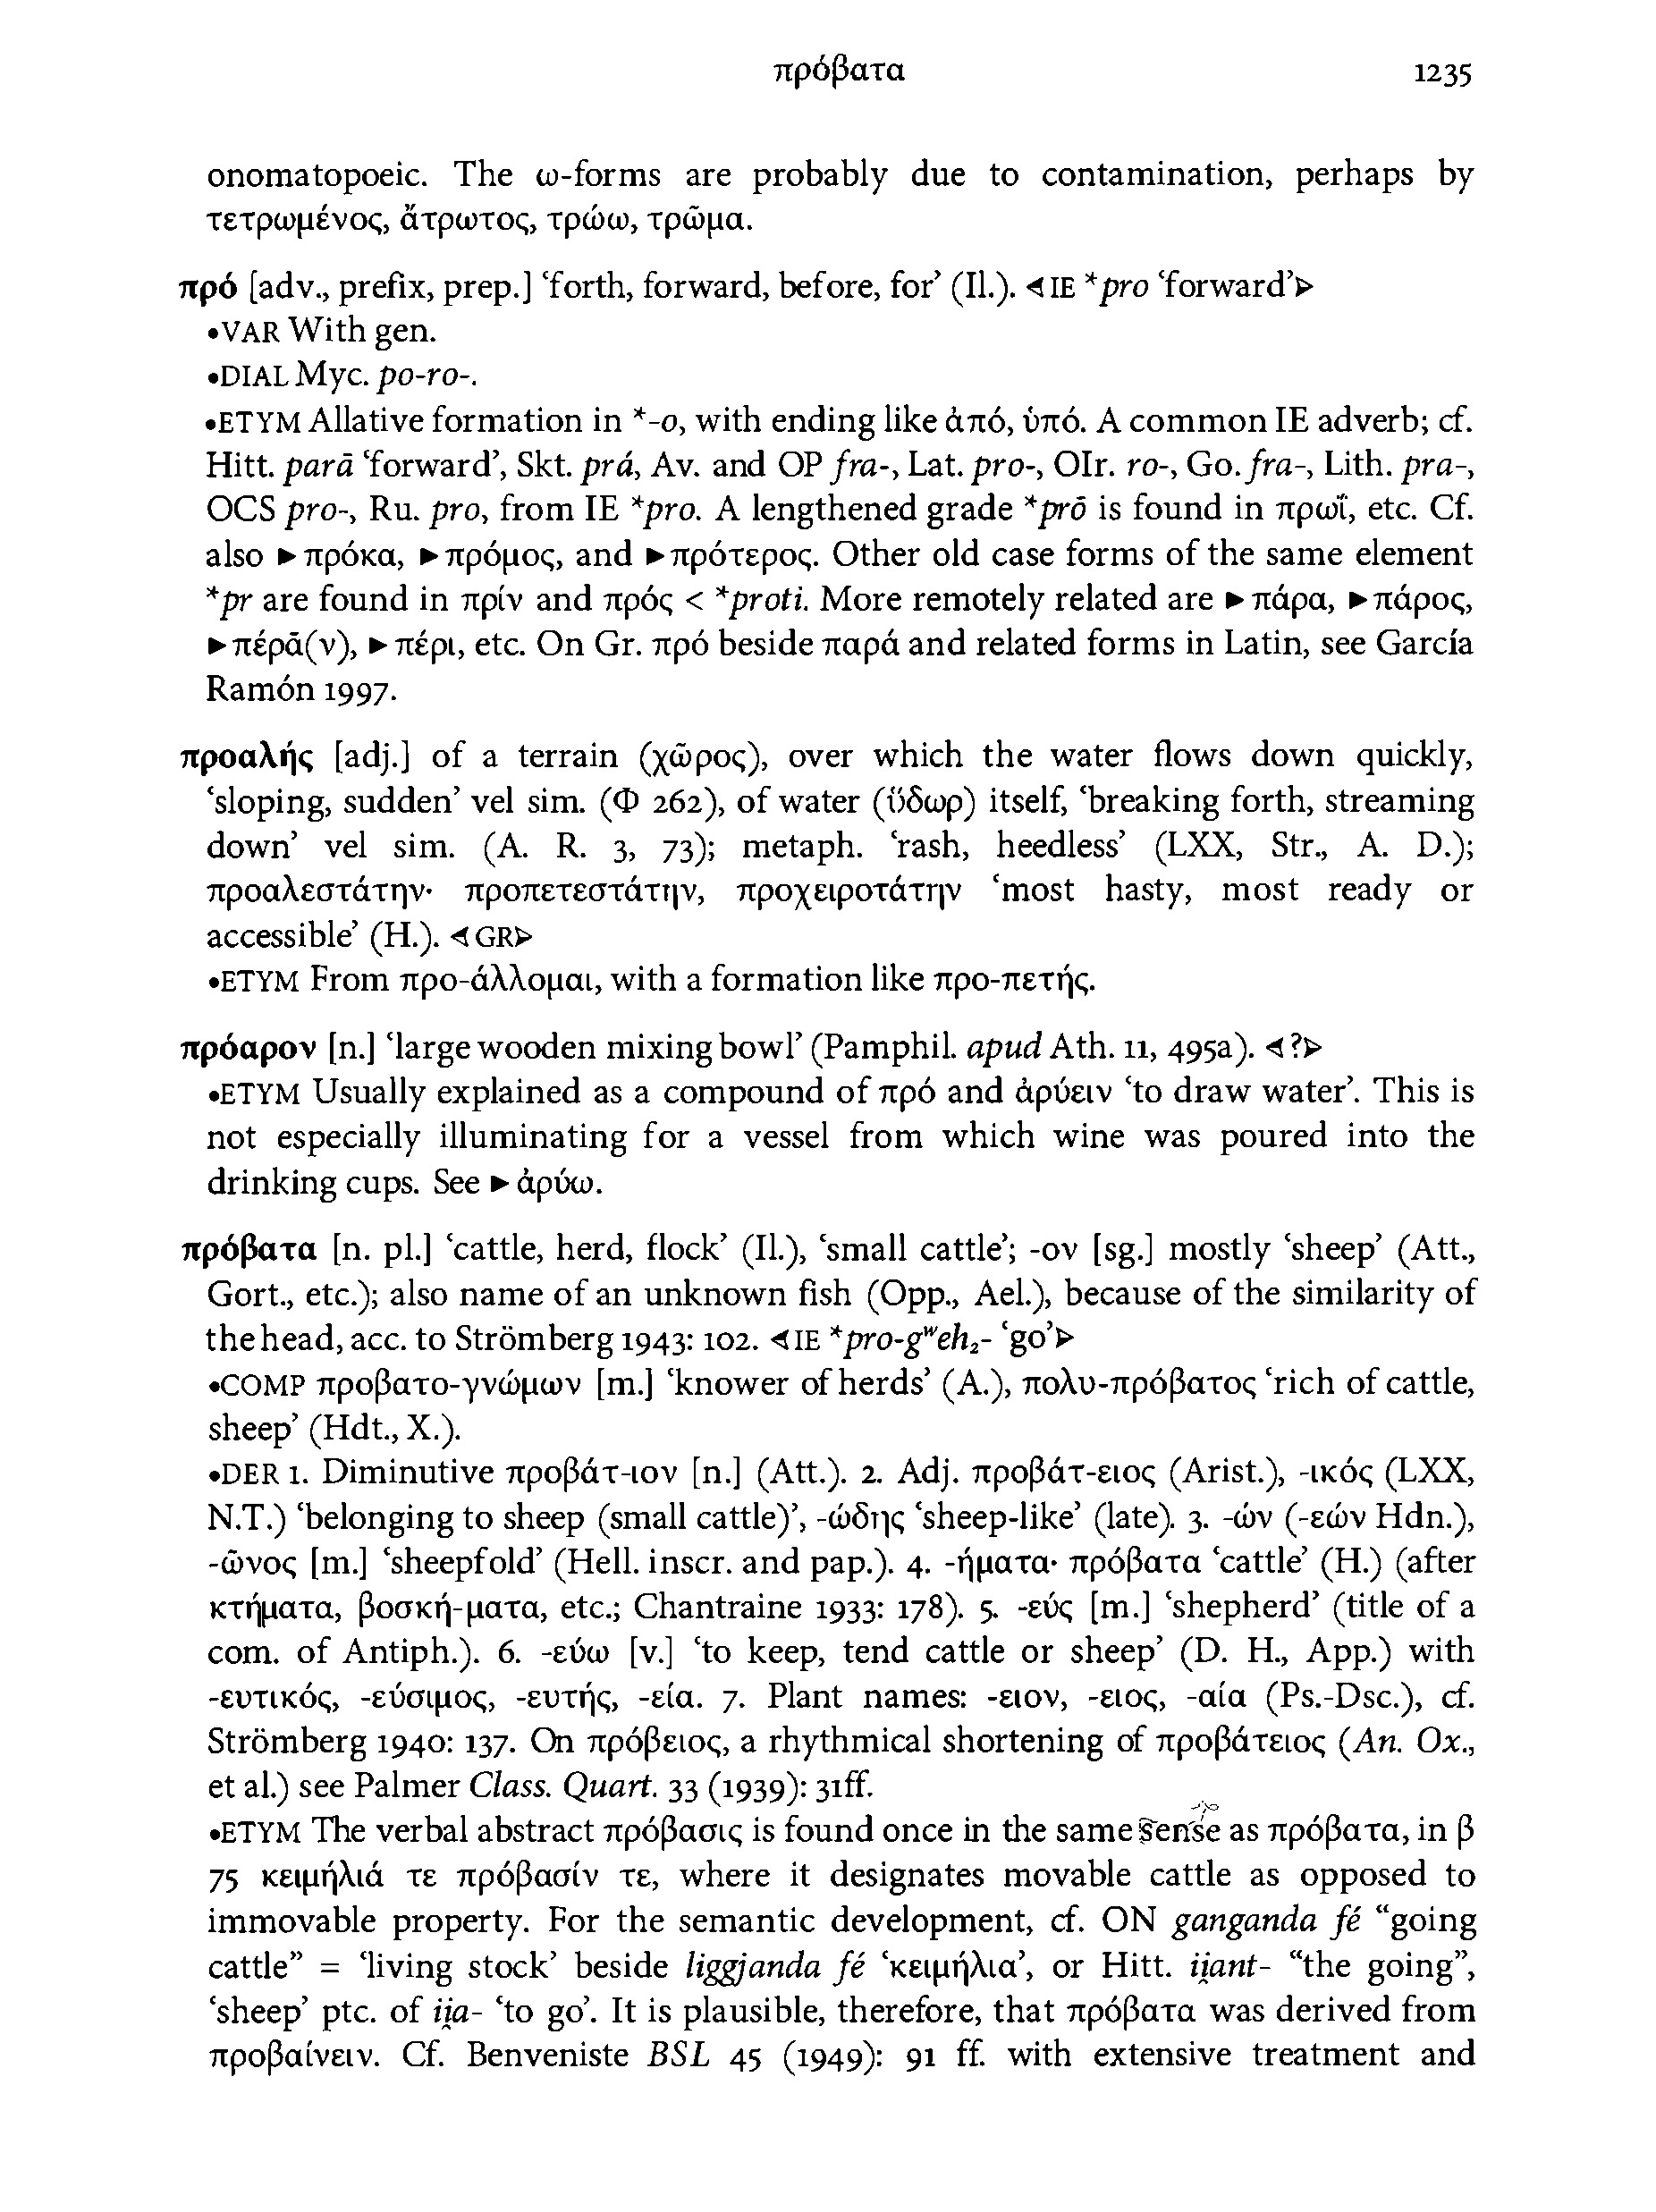 πρόβατα 1235
onomatopoeic. The ω-forms are probably due to contamination, perhaps by
τετρωμένος, ἄτρωτος, τρώω, τρῶμα.
πρό [adv., prefix, prep.] ‘forth, forward, before, for’ (Il.). ⊲IE *pro ‘forward’⊳
•VAR With gen.
•DIAL Myc. po-ro-.
•ETYM Allative formation in *-o, with ending like ἀπό, ὑπό. A common IE adverb; cf.
Hitt. parā ‘forward’, Skt. prá, Av. and OP fra-, Lat. pro-, OIr. ro-, Go. fra-, Lith. pra-,
OCS pro-, Ru. pro, from IE *pro. A lengthened grade *prō is found in πρωΐ, etc. Cf.
also ►πρόκα, ►πρόμος, and ►πρότερος. Other old case forms of the same element
*pr are found in πρίν and πρός < *proti. More remotely related are ►πάρα, ►πάρος,
►πέρᾱ(ν), ►πέρι, etc. On Gr. πρό beside παρά and related forms in Latin, see García
Ramón 1997.
προαλής [adj.] of a terrain (χῶρος), over which the water flows down quickly,
‘sloping, sudden’ vel sim. (Φ 262), of water (ὕδωρ) itself, ‘breaking forth, streaming
down’ vel sim. (A. R. 3, 73); metaph. ‘rash, heedless’ (LXX, Str., A. D.);
προαλεστάτην· προπετεστάτην, προχειροτάτην ‘most hasty, most ready or
accessible’ (H.). ⊲GR⊳
•ETYM From προ-άλλομαι, with a formation like προ-πετής.
πρόαρον [n.] ‘large wooden mixing bowl’ (Pamphil. apud Ath. 11, 495a). ⊲?⊳
•ETYM Usually explained as a compound of πρό and ἀρύειν ‘to draw water’. This is
not especially illuminating for a vessel from which wine was poured into the
drinking cups. See ►ἀρύω.
πρόβατα [n. pl.] ‘cattle, herd, flock’ (Il.), ‘small cattle’; -ον [sg.] mostly ‘sheep’ (Att.,
Gort., etc.); also name of an unknown fish (Opp., Ael.), because of the similarity of
the head, acc. to Strömberg 1943: 102. ⊲IE *pro-gʷeh₂- ‘go’⊳
•COMP προβατο-γνώμων [m.] ‘knower of herds’ (A.), πολυ-πρόβατος ‘rich of cattle,
sheep’ (Hdt., X.).
•DER 1. Diminutive προβάτ-ιον [n.] (Att.). 2. Adj. προβάτ-ειος (Arist.), -ικός (LXX,
N.T.) ‘belonging to sheep (small cattle)’, -ώδης ‘sheep-like’ (late). 3. -ών (-εών Hdn.),
-ῶνος [m.] ‘sheepfold’ (Hell. inscr. and pap.). 4. -ήματα· πρόβατα ‘cattle’ (H.) (after
κτήματα, βοσκή-ματα, etc.; Chantraine 1933: 178). 5. -εύς [m.] ‘shepherd’ (title of a
com. of Antiph.). 6. -εύω [v.] ‘to keep, tend cattle or sheep’ (D. H., App.) with
-ευτικός, -εύσιμος, -ευτής, -εία. 7. Plant names: -ειον, -ειος, -αία (Ps.-Dsc.), cf.
Strömberg 1940: 137. On πρόβειος, a rhythmical shortening of προβάτειος (An. Ox.,
et al.) see Palmer Class. Quart. 33 (1939): 31ff.
•ETYM The verbal abstract πρόβασις is found once in the same sense as πρόβατα, in β
75 κειμήλιά τε πρόβασίν τε, where it designates movable cattle as opposed to
immovable property. For the semantic development, cf. ON ganganda fé “going
cattle” = ‘living stock’ beside liggjanda fé ‘κειμήλια’, or Hitt. ii̯ant- “the going”,
‘sheep’ ptc. of ii̯a- ‘to go’. It is plausible, therefore, that πρόβατα was derived from
προβαίνειν. Cf. Benveniste BSL 45 (1949): 91 ff. with extensive treatment and